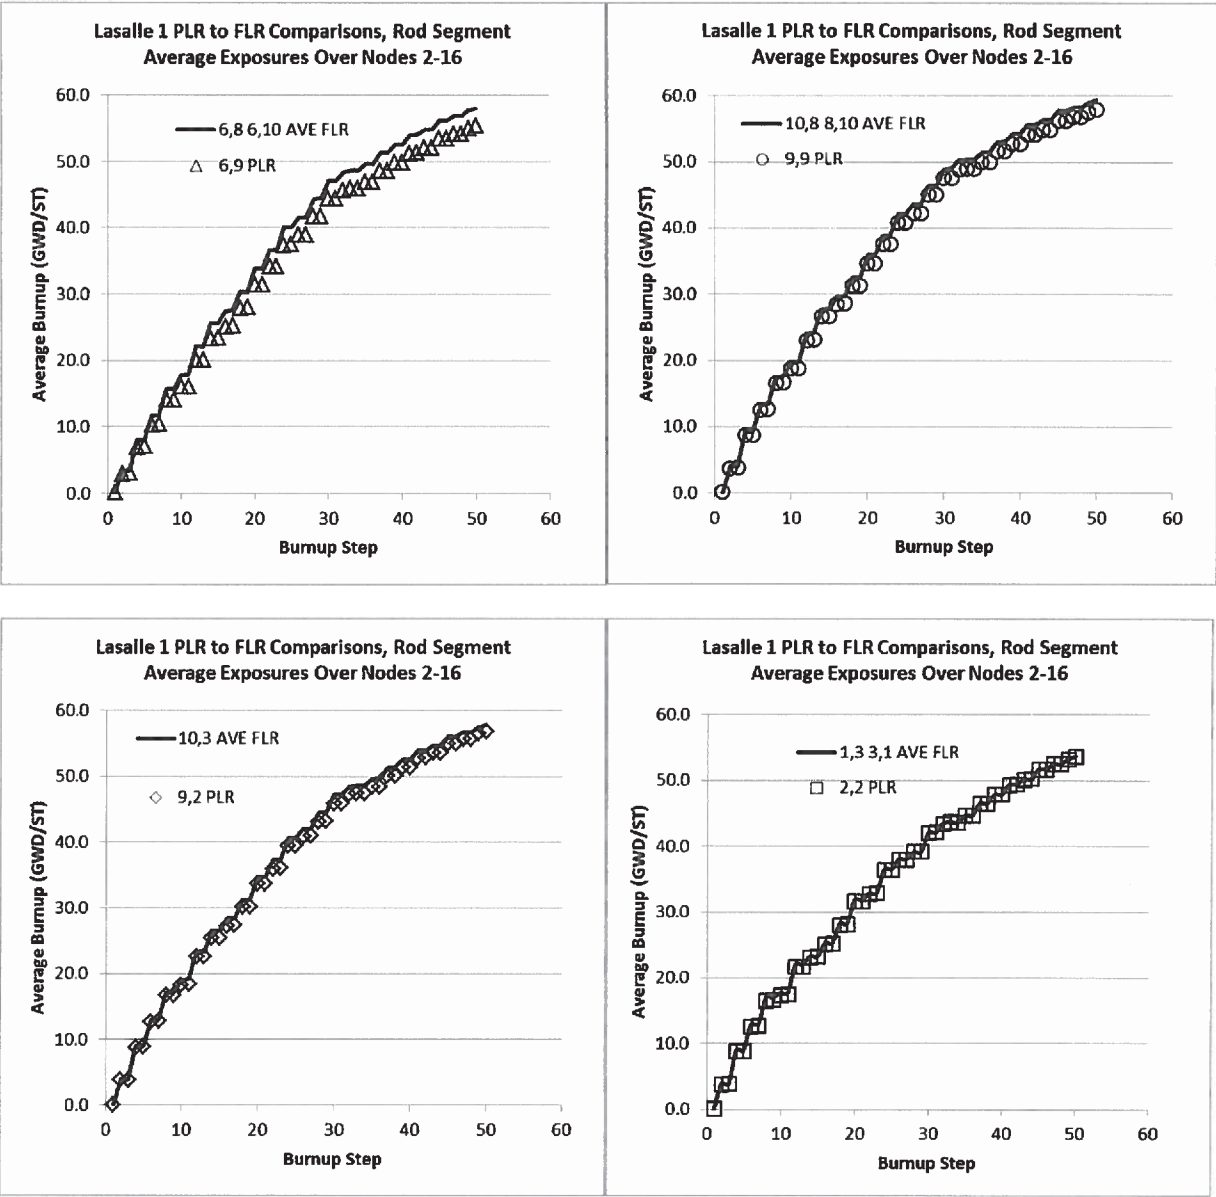 Lasalle 1 PLR to FLR Comparisons, Rod Segment
Average Exposures Over Nodes 2-16
60.0
50.0
40.0
30.0
20.0
10.0
0.0
Average Burnup (GWD/ST)
6,8 6,10 AVE FLR
6,9 PLR
0 10 20 30 40 50 60
Burnup Step
Lasalle 1 PLR to FLR Comparisons, Rod Segment
Average Exposures Over Nodes 2-16
60.0
50.0
40.0
30.0
20.0
10.0
0.0
Average Burnup (GWD/ST)
10,8 8,10 AVE FLR
9,9 PLR
0 10 20 30 40 50 60
Burnup Step
Lasalle 1 PLR to FLR Comparisons, Rod Segment
Average Exposures Over Nodes 2-16
60.0
50.0
40.0
30.0
20.0
10.0
0.0
Average Burnup (GWD/ST)
10,3 AVE FLR
9,2 PLR
0 10 20 30 40 50 60
Burnup Step
Lasalle 1 PLR to FLR Comparisons, Rod Segment
Average Exposures Over Nodes 2-16
60.0
50.0
40.0
30.0
20.0
10.0
0.0
Average Burnup (GWD/ST)
1,3 3,1 AVE FLR
2,2 PLR
0 10 20 30 40 50 60
Burnup Step